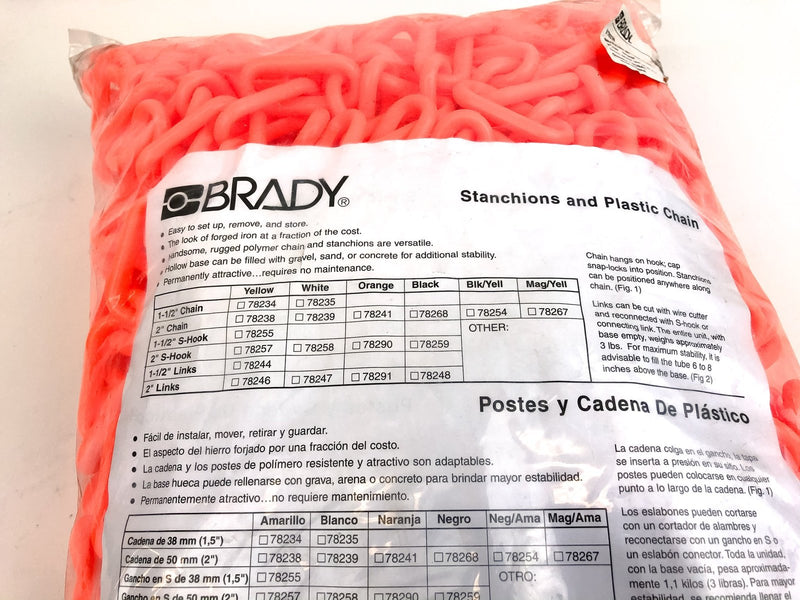 BRADY®
Stanchions and Plastic Chain
• Easy to set up, remove, and store.
• The look of forged iron at a fraction of the cost.
• Handsome, rugged polymer chain and stanchions are versatile.
• Hollow base can be filled with gravel, sand, or concrete for additional stability.
• Permanently attractive...requires no maintenance.
Chain hangs on hook; cap
snap-locks into position. Stanchions
can be positioned anywhere along
chain. (Fig. 1)
Links can be cut with wire cutter
and reconnected with S-hook or
connecting link. The entire unit, with
base empty, weighs approximately
3 lbs. For maximum stability, it is
advisable to fill the tube 6 to 8
inches above the base. (Fig 2)
Yellow White Orange Black Blk/Yell Mag/Yell
1-1/2" Chain ☐ 78234 ☐ 78235
2" Chain ☐ 78238 ☐ 78239 ☐ 78241 ☐ 78268 ☐ 78254 ☐ 78267
1-1/2" S-Hook ☐ 78255 OTHER:
2" S-Hook ☐ 78257 ☐ 78258 ☐ 78290 ☐ 78259
1-1/2" Links ☐ 78244
2" Links ☐ 78246 ☐ 78247 ☐ 78291 ☐ 78248
Postes y Cadena De Plástico
• Fácil de instalar, mover, retirar y guardar.
• El aspecto del hierro forjado por una fracción del costo.
• La cadena y los postes de polímero resistente y atractivo son adaptables.
• La base hueca puede rellenarse con grava, arena o concreto para brindar mayor estabilidad.
• Permanentemente atractivo...no requiere mantenimiento.
La cadena colga en el gancho, la tapa
se inserta a presión en su sitio. Los
postes pueden colocarse en cualquier
punto a lo largo de la cadena. (Fig. 1)
Los eslabones pueden cortarse
con un cortador de alambres y
reconectarse con un gancho en S o
un eslabón conector. Toda la unidad,
con la base vacía, pesa aproximada-
mente 1,1 kilos (3 libras). Para mayor
estabilidad, se recomienda llenar el
Amarillo Blanco Naranja Negro Neg/Ama Mag/Ama
Cadena de 38 mm (1,5") ☐ 78234 ☐ 78235
Cadena de 50 mm (2") ☐ 78238 ☐ 78239 ☐ 78241 ☐ 78268 ☐ 78254 ☐ 78267
Gancho en S de 38 mm (1,5") ☐ 78255 OTRO:
Gancho en S de 50 mm (2") ☐ 78257 ☐ 78258 ☐ 78290 ☐ 78259